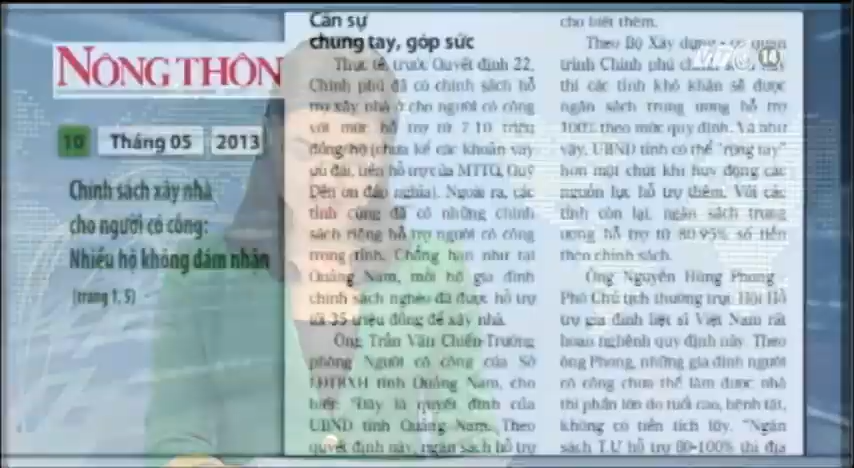 NÔNG THÔN
10 Tháng 05 2013
Chính sách xây nhà
cho người có công:
Nhiều hộ không dám nhận
(trang 1, 5)
Cần sự
chung tay, góp sức
Thực tế, trước Quyết định 22,
Chính phủ đã có chính sách hỗ
trợ xây nhà ở cho người có công
với mức hỗ trợ từ 7-10 triệu
đồng/hộ (chưa kể các khoản vay
ưu đãi, tiền hỗ trợ của MTTQ, Quỹ
Đền ơn đáp nghĩa). Ngoài ra, các
tỉnh cũng đã có những chính
sách riêng hỗ trợ người có công
trong tỉnh. Chẳng hạn như tại
Quảng Nam, mỗi hộ gia đình
chính sách nghèo đã được hỗ trợ
tới 35 triệu đồng để xây nhà.
Ông Trần Văn Chiến-Trưởng
phòng Người có công của Sở
LĐTBXH tỉnh Quảng Nam, cho
biết: "Đây là quyết định của
UBND tỉnh Quảng Nam. Theo
quyết định này, ngân sách hỗ trợ
cho biết thêm.
Theo Bộ Xây dựng cơ quan
trình Chính phủ
thì các tỉnh khó khăn sẽ được
ngân sách trung ương hỗ trợ
100% theo mức quy định. Và như
vậy, UBND tỉnh có thể "rộng tay"
hơn một chút khi huy động các
nguồn lực hỗ trợ thêm. Với các
tỉnh còn lại, ngân sách trung
ương hỗ trợ từ 80-95% số tiền
theo chính sách.
Ông Nguyễn Hùng Phong
Phó Chủ tịch thường trực Hội Hỗ
trợ gia đình liệt sĩ Việt Nam rất
hoan nghênh quy định này. Theo
ông Phong, những gia đình người
có công chưa thể làm được nhà
thì phần lớn do tuổi cao, bệnh tật,
không có tiền tích lũy. "Ngân
sách T.Ư hỗ trợ 80-100% thì địa
VTC 14